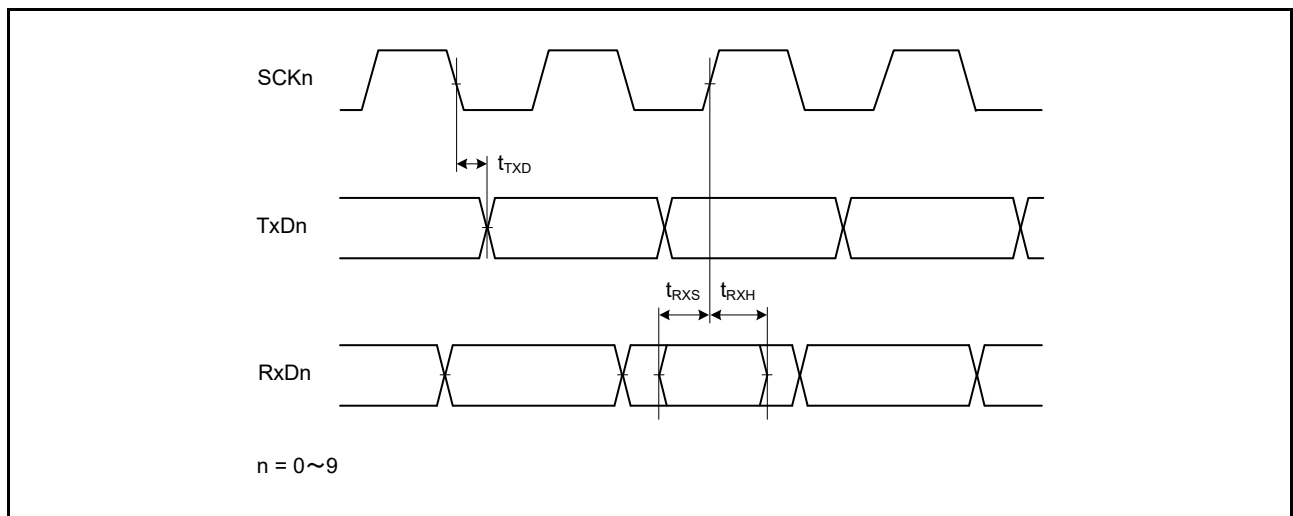 SCKn
tTXD
TxDn
tRXS tRXH
RxDn
n = 0～9